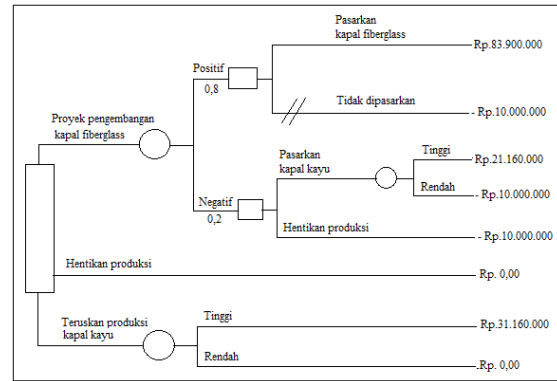 Pasarkan
kapal fiberglass
Rp.83.900.000
Positif
0,8
Tidak dipasarkan
- Rp.10.000.000
Proyek pengembangan
kapal fiberglass
Pasarkan
kapal kayu
Tinggi
Rp.21.160.000
Rendah
- Rp.10.000.000
Negatif
0,2
Hentikan produksi
- Rp.10.000.000
Hentikan produksi
Rp. 0,00
Teruskan produksi
kapal kayu
Tinggi
Rp.31.160.000
Rendah
Rp. 0,00